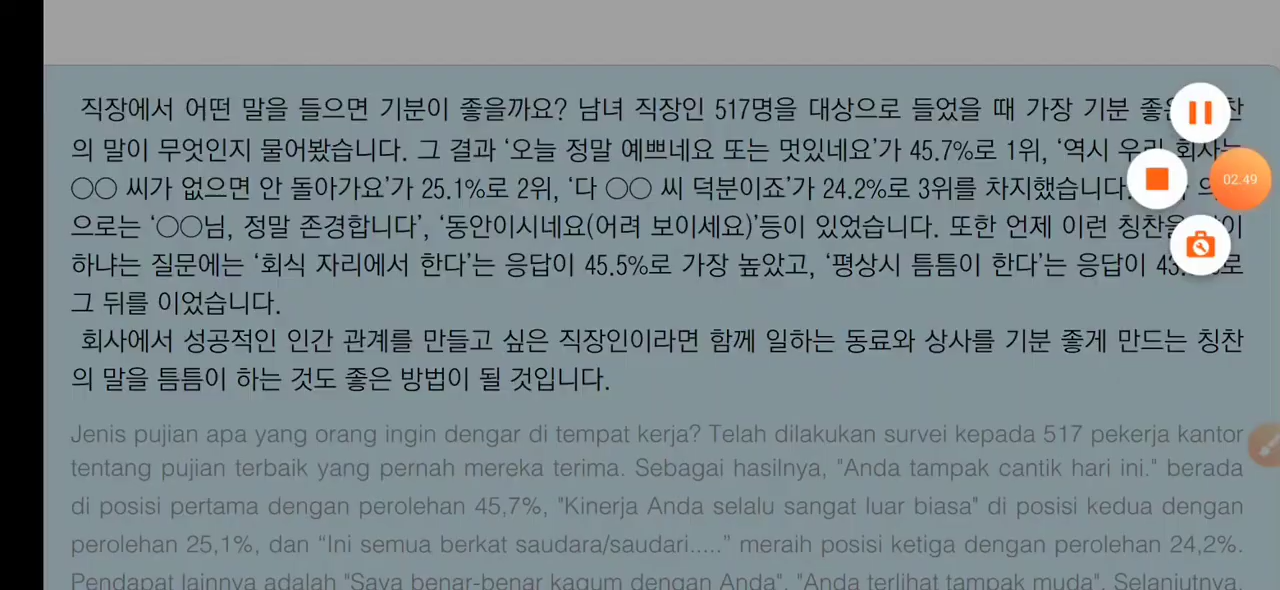 직장에서 어떤 말을 들으면 기분이 좋을까요? 남녀 직장인 517명을 대상으로 들었을 때 가장 기분 좋은
의 말이 무엇인지 물어봤습니다. 그 결과 ‘오늘 정말 예쁘네요 또는 멋있네요’가 45.7%로 1위, ‘역시 우리 회사는
○○ 씨가 없으면 안 돌아가요’가 25.1%로 2위, ‘다 ○○ 씨 덕분이죠’가 24.2%로 3위를 차지했습니다.
02.49
으로는 ‘○○님, 정말 존경합니다’, ‘동안이시네요(어려 보이세요)’등이 있었습니다. 또한 언제 이런 칭찬을
하냐는 질문에는 ‘회식 자리에서 한다’는 응답이 45.5%로 가장 높았고, ‘평상시 틈틈이 한다’는 응답이
그 뒤를 이었습니다.
회사에서 성공적인 인간 관계를 만들고 싶은 직장인이라면 함께 일하는 동료와 상사를 기분 좋게 만드는 칭찬
의 말을 틈틈이 하는 것도 좋은 방법이 될 것입니다.
Jenis pujian apa yang orang ingin dengar di tempat kerja? Telah dilakukan survei kepada 517 pekerja kantor
tentang pujian terbaik yang pernah mereka terima. Sebagai hasilnya, "Anda tampak cantik hari ini." berada
di posisi pertama dengan perolehan 45,7%, "Kinerja Anda selalu sangat luar biasa" di posisi kedua dengan
perolehan 25,1%, dan “Ini semua berkat saudara/saudari.....” meraih posisi ketiga dengan perolehan 24,2%.
Pendapat lainnya adalah "Saya benar-benar kagum dengan Anda", "Anda terlihat tampak muda". Selanjutnya,